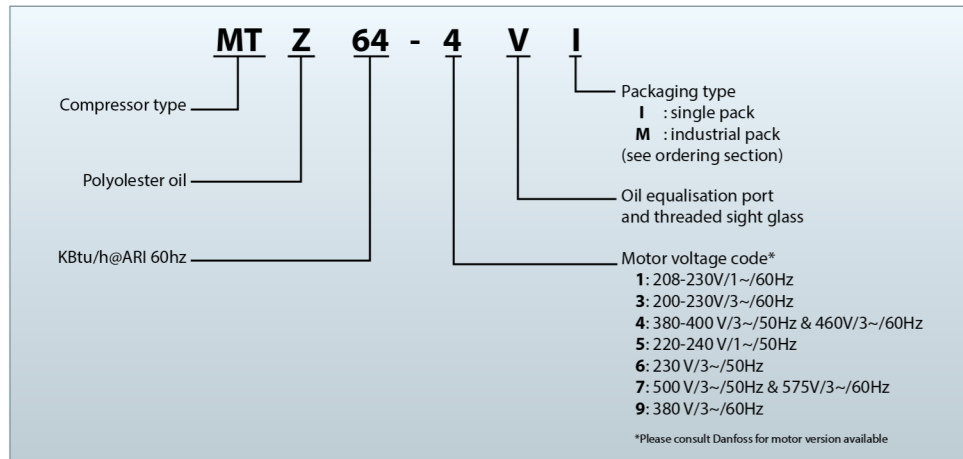 MT Z 64 - 4 V I
Compressor type
Polyolester oil
KBtu/h@ARI 60hz
Packaging type
I : single pack
M : industrial pack
(see ordering section)
Oil equalisation port
and threaded sight glass
Motor voltage code*
1: 208-230V/1~/60Hz
3: 200-230V/3~/60Hz
4: 380-400 V/3~/50Hz & 460V/3~/60Hz
5: 220-240 V/1~/50Hz
6: 230 V/3~/50Hz
7: 500 V/3~/50Hz & 575V/3~/60Hz
9: 380 V/3~/60Hz
*Please consult Danfoss for motor version available